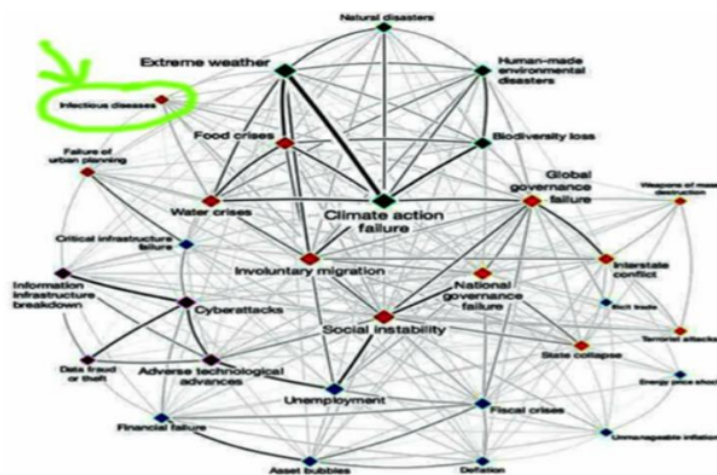 Natural disasters
Extreme weather
Human-made
environmental
disasters
Infectious diseases
Food crises
Biodiversity loss
Failure of
urban planning
Global
governance
failure
Weapons of mass
destruction
Water crises
Climate action
failure
Critical infrastructure
failure
Involuntary migration
National
governance
failure
Interstate
conflict
Information
infrastructure
breakdown
Cyberattacks
Illicit trade
Social instability
Terrorist attacks
State collapse
Data fraud
or theft
Adverse technological
advances
Energy price shock
Unemployment
Fiscal crises
Financial failure
Unmanageable inflation
Asset bubbles
Deflation